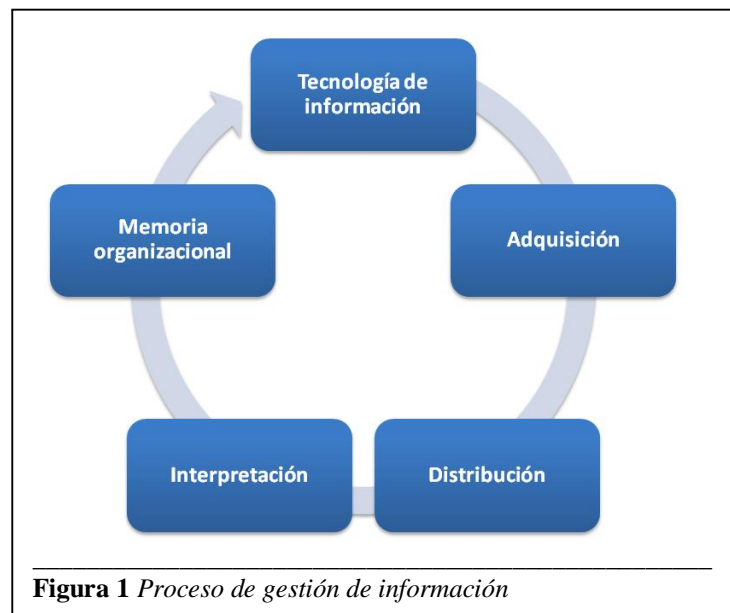 Tecnología de
información
Adquisición
Distribución
Interpretación
Memoria
organizacional
Figura 1 Proceso de gestión de información